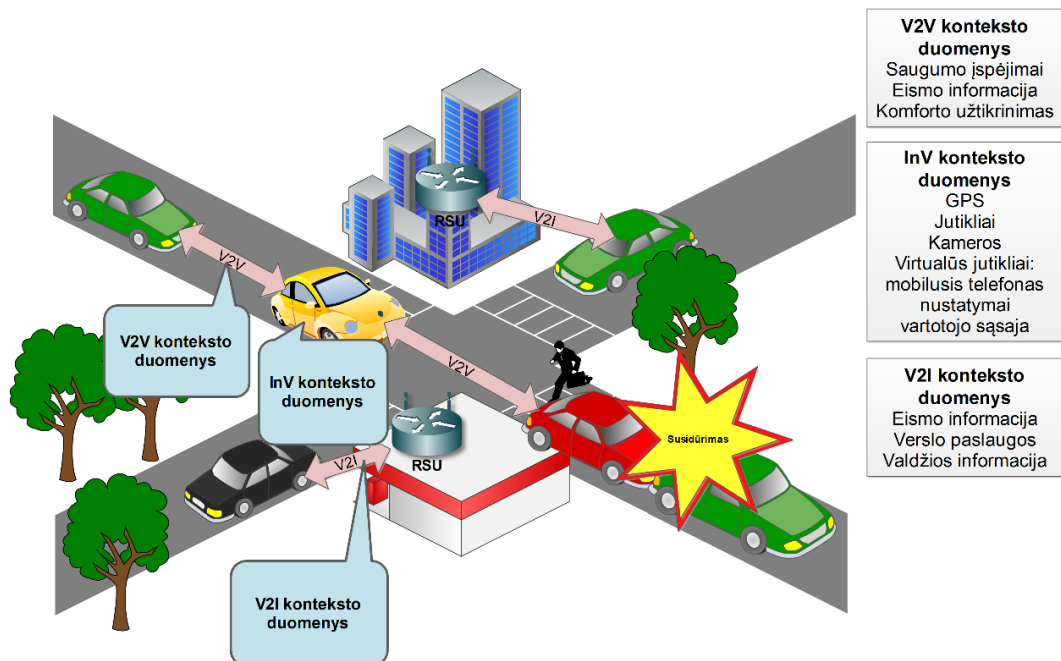 V2V konteksto
duomenys
Saugumo įspėjimai
Eismo informacija
Komforto užtikrinimas
InV konteksto
duomenys
GPS
Jutikliai
Kameros
Virtualūs jutikliai:
mobilusis telefonas
nustatymai
vartotojo sąsaja
V2I konteksto
duomenys
Eismo informacija
Verslo paslaugos
Valdžios informacija
RSU
V2I
V2V
V2V konteksto
duomenys
InV konteksto
duomenys
V2V
Susidūrimas
RSU
V2I
V2I konteksto
duomenys